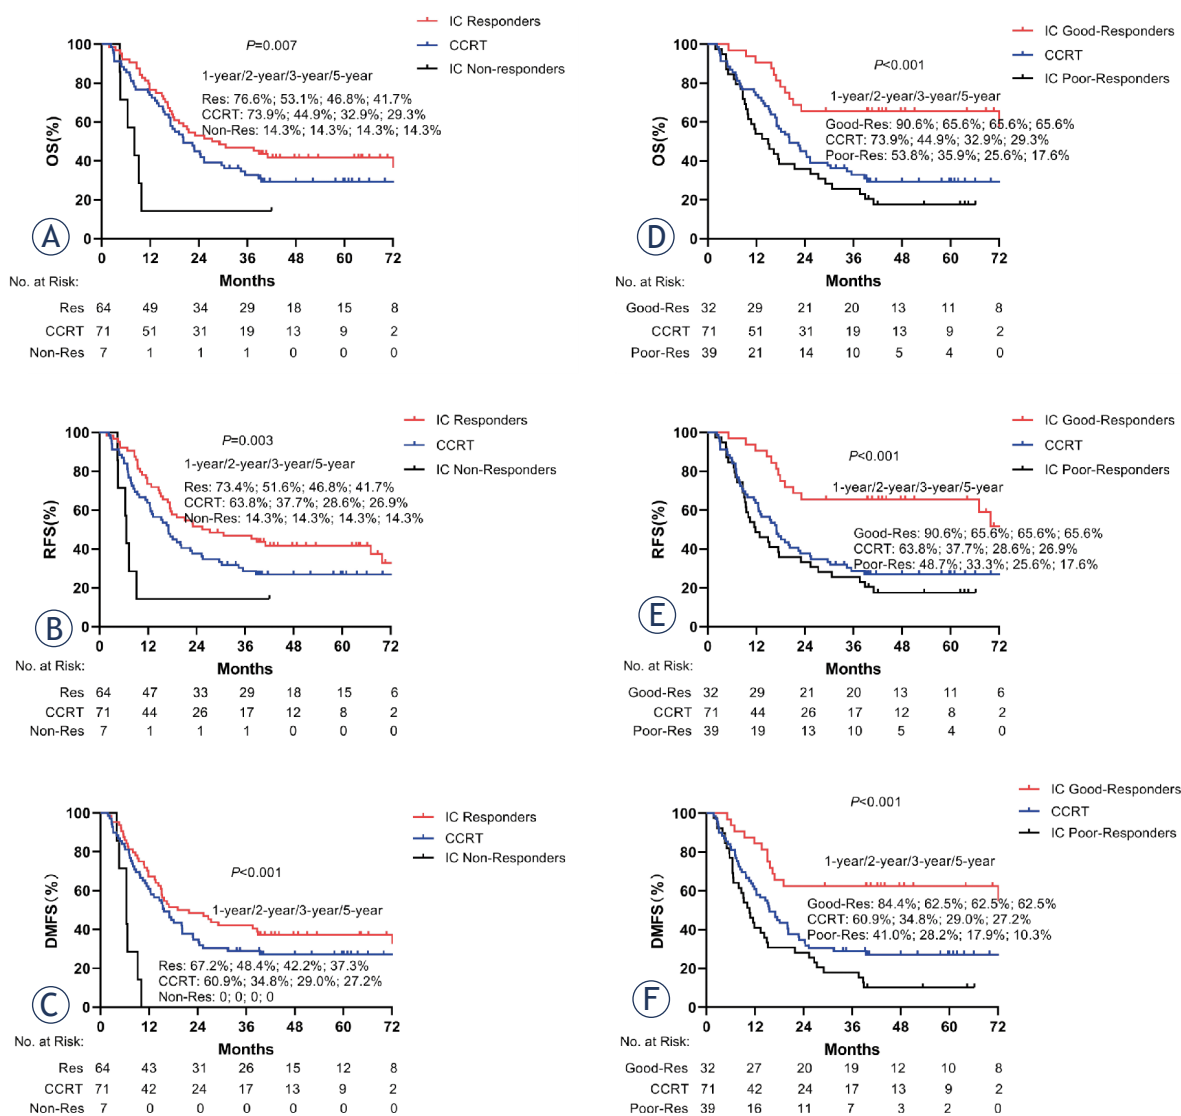 IC Responders
CCRT
IC Non-responders
P=0.007
1-year/2-year/3-year/5-year
Res: 76.6%; 53.1%; 46.8%; 41.7%
CCRT: 73.9%; 44.9%; 32.9%; 29.3%
Non-Res: 14.3%; 14.3%; 14.3%; 14.3%
OS(%)
100
80
60
40
20
0
0 12 24 36 48 60 72
A
No. at Risk:
Months
Res 64 49 34 29 18 15 8
CCRT 71 51 31 19 13 9 2
Non-Res 7 1 1 1 0 0 0
IC Good-Responders
CCRT
IC Poor-Responders
P<0.001
1-year/2-year/3-year/5-year
Good-Res: 90.6%; 65.6%; 65.6%; 65.6%
CCRT: 73.9%; 44.9%; 32.9%; 29.3%
Poor-Res: 53.8%; 35.9%; 25.6%; 17.6%
OS(%)
100
80
60
40
20
0
0 12 24 36 48 60 72
D
No. at Risk:
Months
Good-Res 32 29 21 20 13 11 8
CCRT 71 51 31 19 13 9 2
Poor-Res 39 21 14 10 5 4 0
IC Responders
CCRT
IC Non-Responders
P=0.003
1-year/2-year/3-year/5-year
Res: 73.4%; 51.6%; 46.8%; 41.7%
CCRT: 63.8%; 37.7%; 28.6%; 26.9%
Non-Res: 14.3%; 14.3%; 14.3%; 14.3%
RFS(%)
100
80
60
40
20
0
0 12 24 36 48 60 72
B
No. at Risk:
Months
Res 64 47 33 29 18 15 6
CCRT 71 44 26 17 12 8 2
Non-Res 7 1 1 1 0 0 0
IC Good-Responders
CCRT
IC Poor-Responders
P<0.001
1-year/2-year/3-year/5-year
Good-Res: 90.6%; 65.6%; 65.6%; 65.6%
CCRT: 63.8%; 37.7%; 28.6%; 26.9%
Poor-Res: 48.7%; 33.3%; 25.6%; 17.6%
RFS(%)
100
80
60
40
20
0
0 12 24 36 48 60 72
E
No. at Risk:
Months
Good-Res 32 29 21 20 13 11 6
CCRT 71 44 26 17 12 8 2
Poor-Res 39 19 13 10 5 4 0
IC Responders
CCRT
IC Non-Responders
P<0.001
1-year/2-year/3-year/5-year
Res: 67.2%; 48.4%; 42.2%; 37.3%
CCRT: 60.9%; 34.8%; 29.0%; 27.2%
Non-Res: 0; 0; 0; 0
DMFS(%)
100
80
60
40
20
0
0 12 24 36 48 60 72
C
No. at Risk:
Months
Res 64 43 31 26 15 12 8
CCRT 71 42 24 17 13 9 2
Non-Res 7 0 0 0 0 0 0
IC Good-Responders
CCRT
IC Poor-Responders
P<0.001
1-year/2-year/3-year/5-year
Good-Res: 84.4%; 62.5%; 62.5%; 62.5%
CCRT: 60.9%; 34.8%; 29.0%; 27.2%
Poor-Res: 41.0%; 28.2%; 17.9%; 10.3%
DMFS(%)
100
80
60
40
20
0
0 12 24 36 48 60 72
F
No. at Risk:
Months
Good-Res 32 27 20 19 12 10 8
CCRT 71 42 24 17 13 9 2
Poor-Res 39 16 11 7 3 2 0